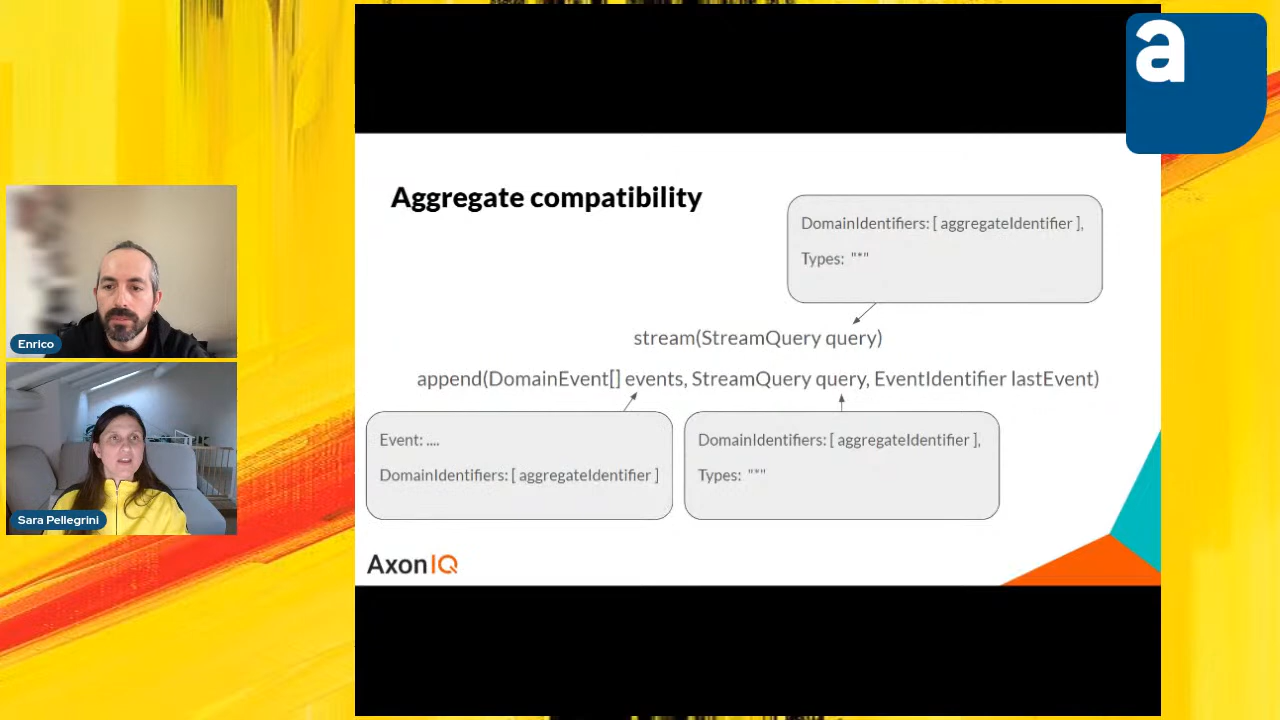 a
Aggregate compatibility
DomainIdentifiers: [ aggregateIdentifier ],
Types: "*"
stream(StreamQuery query)
append(DomainEvent[] events, StreamQuery query, EventIdentifier lastEvent)
Event: ....
DomainIdentifiers: [ aggregateIdentifier ]
DomainIdentifiers: [ aggregateIdentifier ],
Types: "*"
AxonIQ
Enrico
Sara Pellegrini